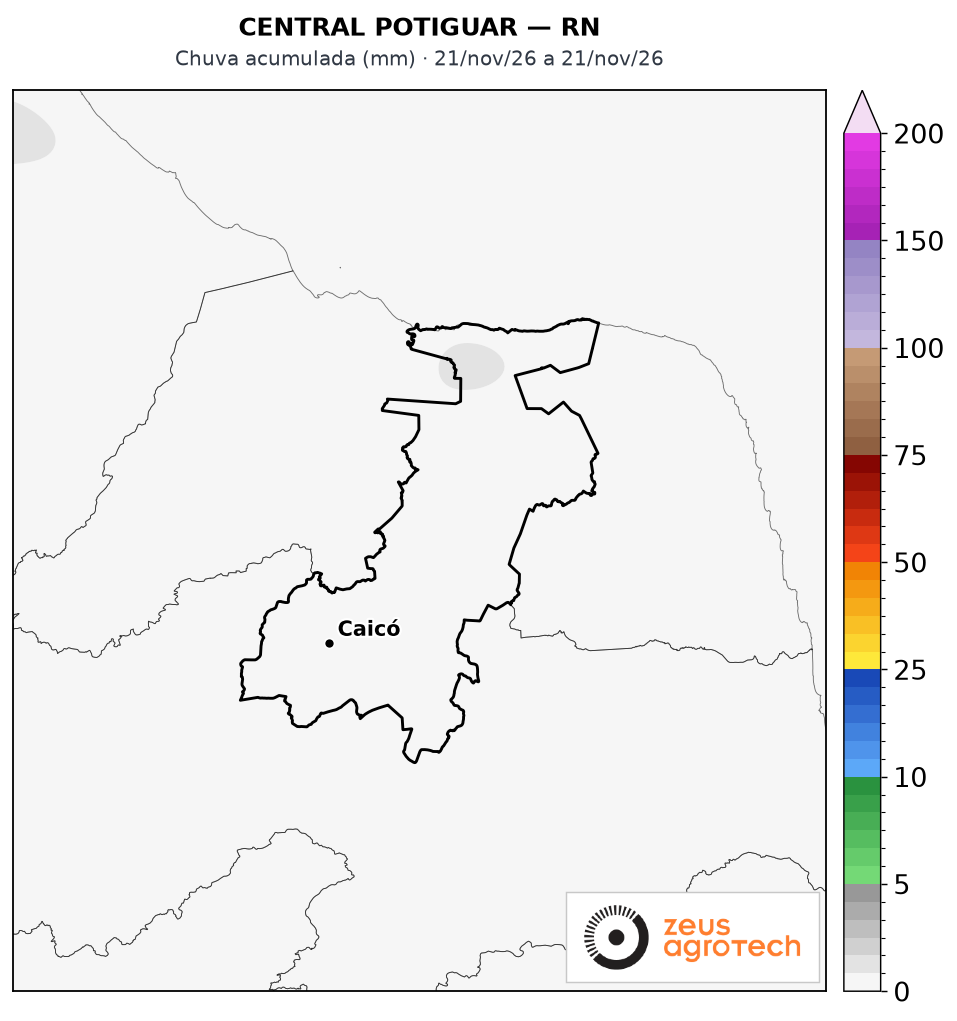 CENTRAL POTIGUAR — RN
Chuva acumulada (mm) · 21/nov/26 a 21/nov/26
200
150
100
75
50
25
10
5
0
Caicó
zeus
agrotech